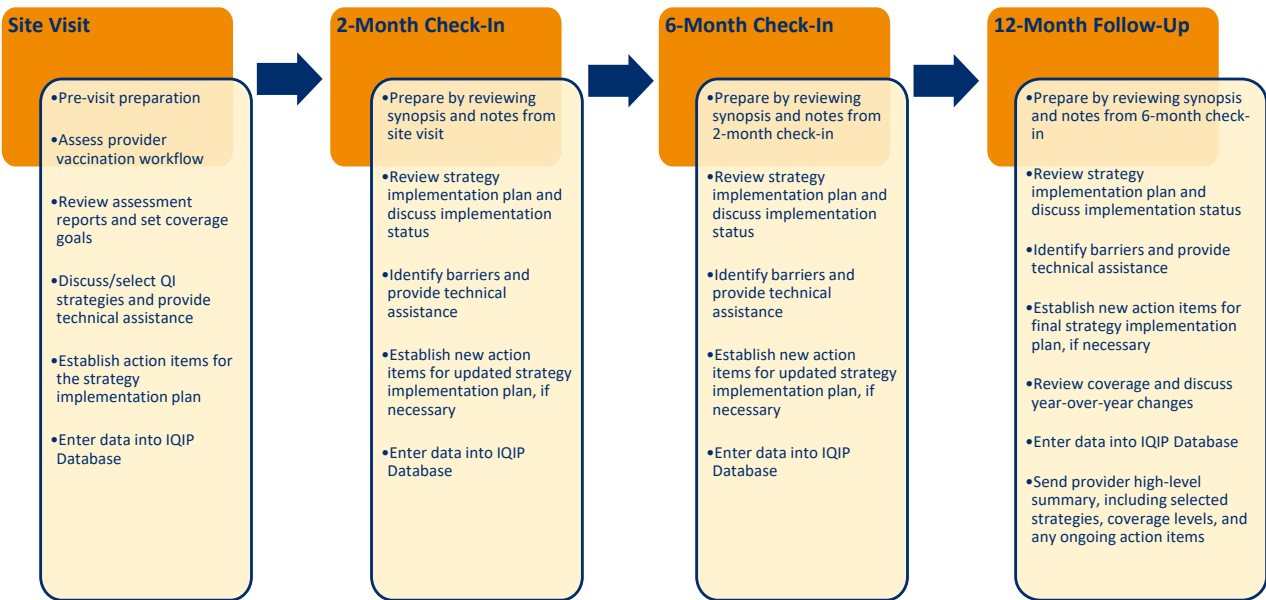 Site Visit
•Pre-visit preparation
•Assess provider
vaccination workflow
•Review assessment
reports and set coverage
goals
•Discuss/select QI
strategies and provide
technical assistance
•Establish action items for
the strategy
implementation plan
•Enter data into IQIP
Database
2-Month Check-In
•Prepare by reviewing
synopsis and notes from
site visit
•Review strategy
implementation plan and
discuss implementation
status
•Identify barriers and
provide technical
assistance
•Establish new action
items for updated strategy
implementation plan, if
necessary
•Enter data into IQIP
Database
6-Month Check-In
•Prepare by reviewing
synopsis and notes from
2-month check-in
•Review strategy
implementation plan and
discuss implementation
status
•Identify barriers and
provide technical
assistance
•Establish new action
items for updated strategy
implementation plan, if
necessary
•Enter data into IQIP
Database
12-Month Follow-Up
•Prepare by reviewing synopsis
and notes from 6-month check-
in
•Review strategy
implementation plan and
discuss implementation status
•Identify barriers and provide
technical assistance
•Establish new action items for
final strategy implementation
plan, if necessary
•Review coverage and discuss
year-over-year changes
•Enter data into IQIP Database
•Send provider high-level
summary, including selected
strategies, coverage levels, and
any ongoing action items